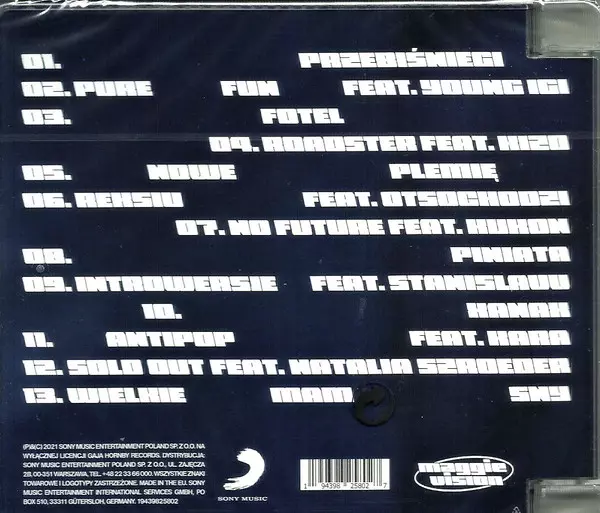 01. PRZEBIŚNIEGI
02. PURE FUN FEAT. YOUNG IGI
03. FOTEL
04. ROADSTER FEAT. KIZO
05. NOWE PLEMIĘ
06. REKSIU FEAT. OTSOCHODZI
07. NO FUTURE FEAT. KUKON
08. PINIATA
09. INTROWERSJE FEAT. STANISLAVV
10. HANAH
11. ANTIPOP FEAT. KARA
12. SOLD OUT FEAT. NATALIA SZROEDER
13. WIELKIE MAM SNY
(P)&(C) 2021 SONY MUSIC ENTERTAINMENT POLAND SP. Z O.O. NA
WYŁĄCZNEJ LICENCJI GAJA HORNBY RECORDS. DYSTRYBUCJA:
SONY MUSIC ENTERTAINMENT POLAND SP. Z O.O., UL. ZAJĘCZA
2B, 00-351 WARSZAWA, TEL. +48 22 33 66 000. WSZYSTKIE ZNAKI
TOWAROWE I LOGOTYPY ZASTRZEŻONE. MADE IN THE EU. SONY
MUSIC ENTERTAINMENT INTERNATIONAL SERVICES GMBH, PO
BOX 510, 33311 GÜTERSLOH, GERMANY. 19439825802
SONY MUSIC
1 94398 25802 7
maggie
vision